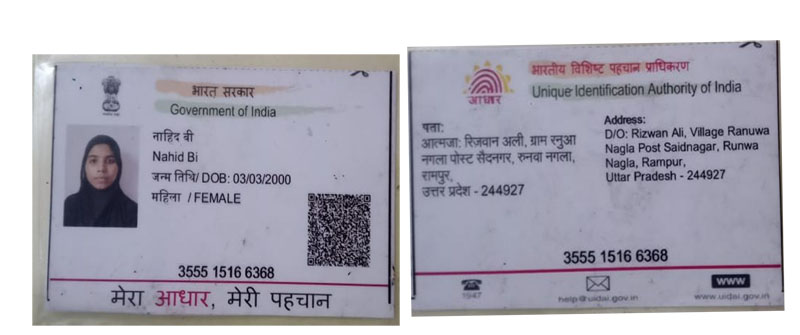 भारत सरकार
Government of India
नाहिद बी
Nahid Bi
जन्म तिथि/ DOB: 03/03/2000
महिला / FEMALE
3555 1516 6368
मेरा आधार, मेरी पहचान
आधार
भारतीय विशिष्ट पहचान प्राधिकरण
Unique Identification Authority of India
पता:
आत्मजा: रिजवान अली, ग्राम रनुआ
नगला पोस्ट सैदनगर, रुनवा नगला,
रामपुर,
उत्तर प्रदेश - 244927
Address:
D/O: Rizwan Ali, Village Ranuwa
Nagla Post Saidnagar, Runwa
Nagla, Rampur,
Uttar Pradesh - 244927
3555 1516 6368
1947
help@uidai.gov.in
www
www.uidai.gov.in